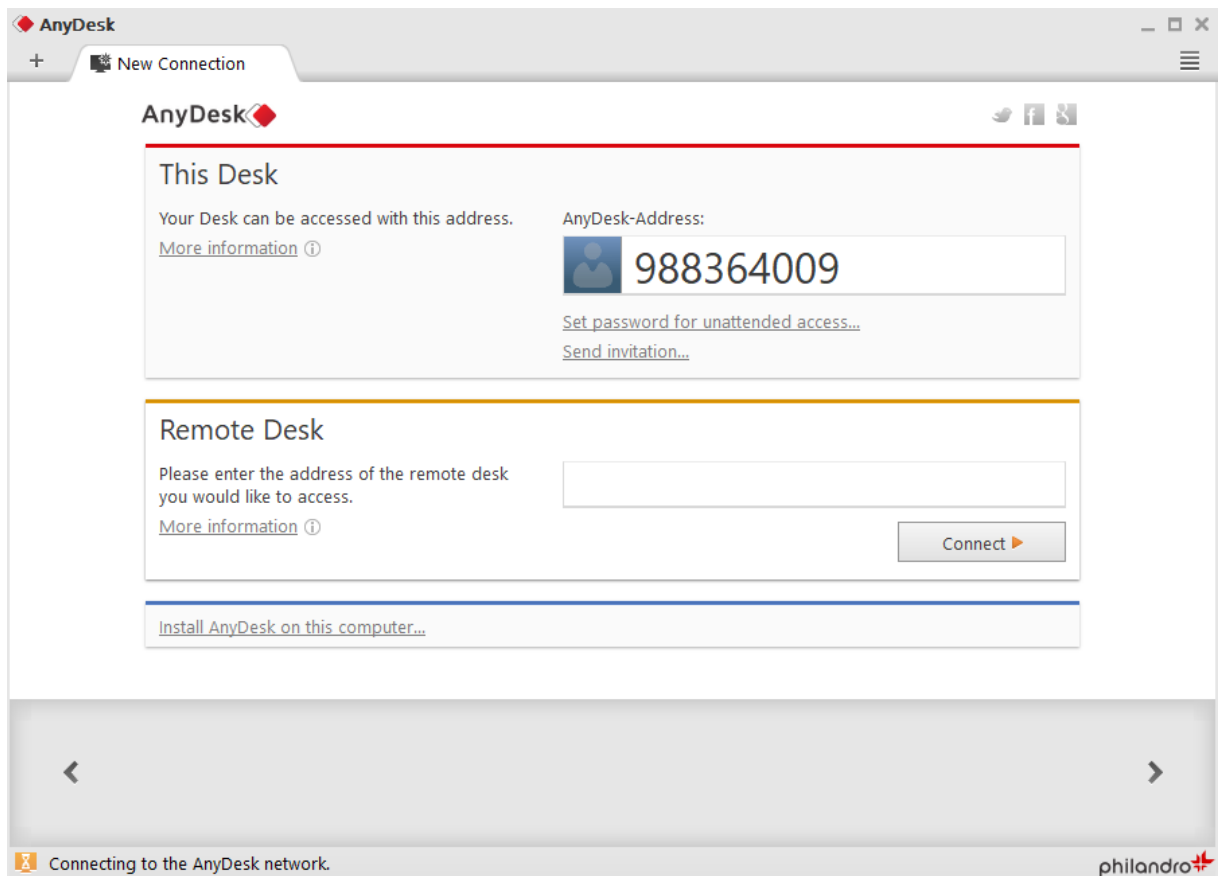 AnyDesk
+ New Connection
AnyDesk
This Desk
Your Desk can be accessed with this address.
More information
AnyDesk-Address:
988364009
Set password for unattended access...
Send invitation...
Remote Desk
Please enter the address of the remote desk
you would like to access.
More information
Connect
Install AnyDesk on this computer...
Connecting to the AnyDesk network.
philandro